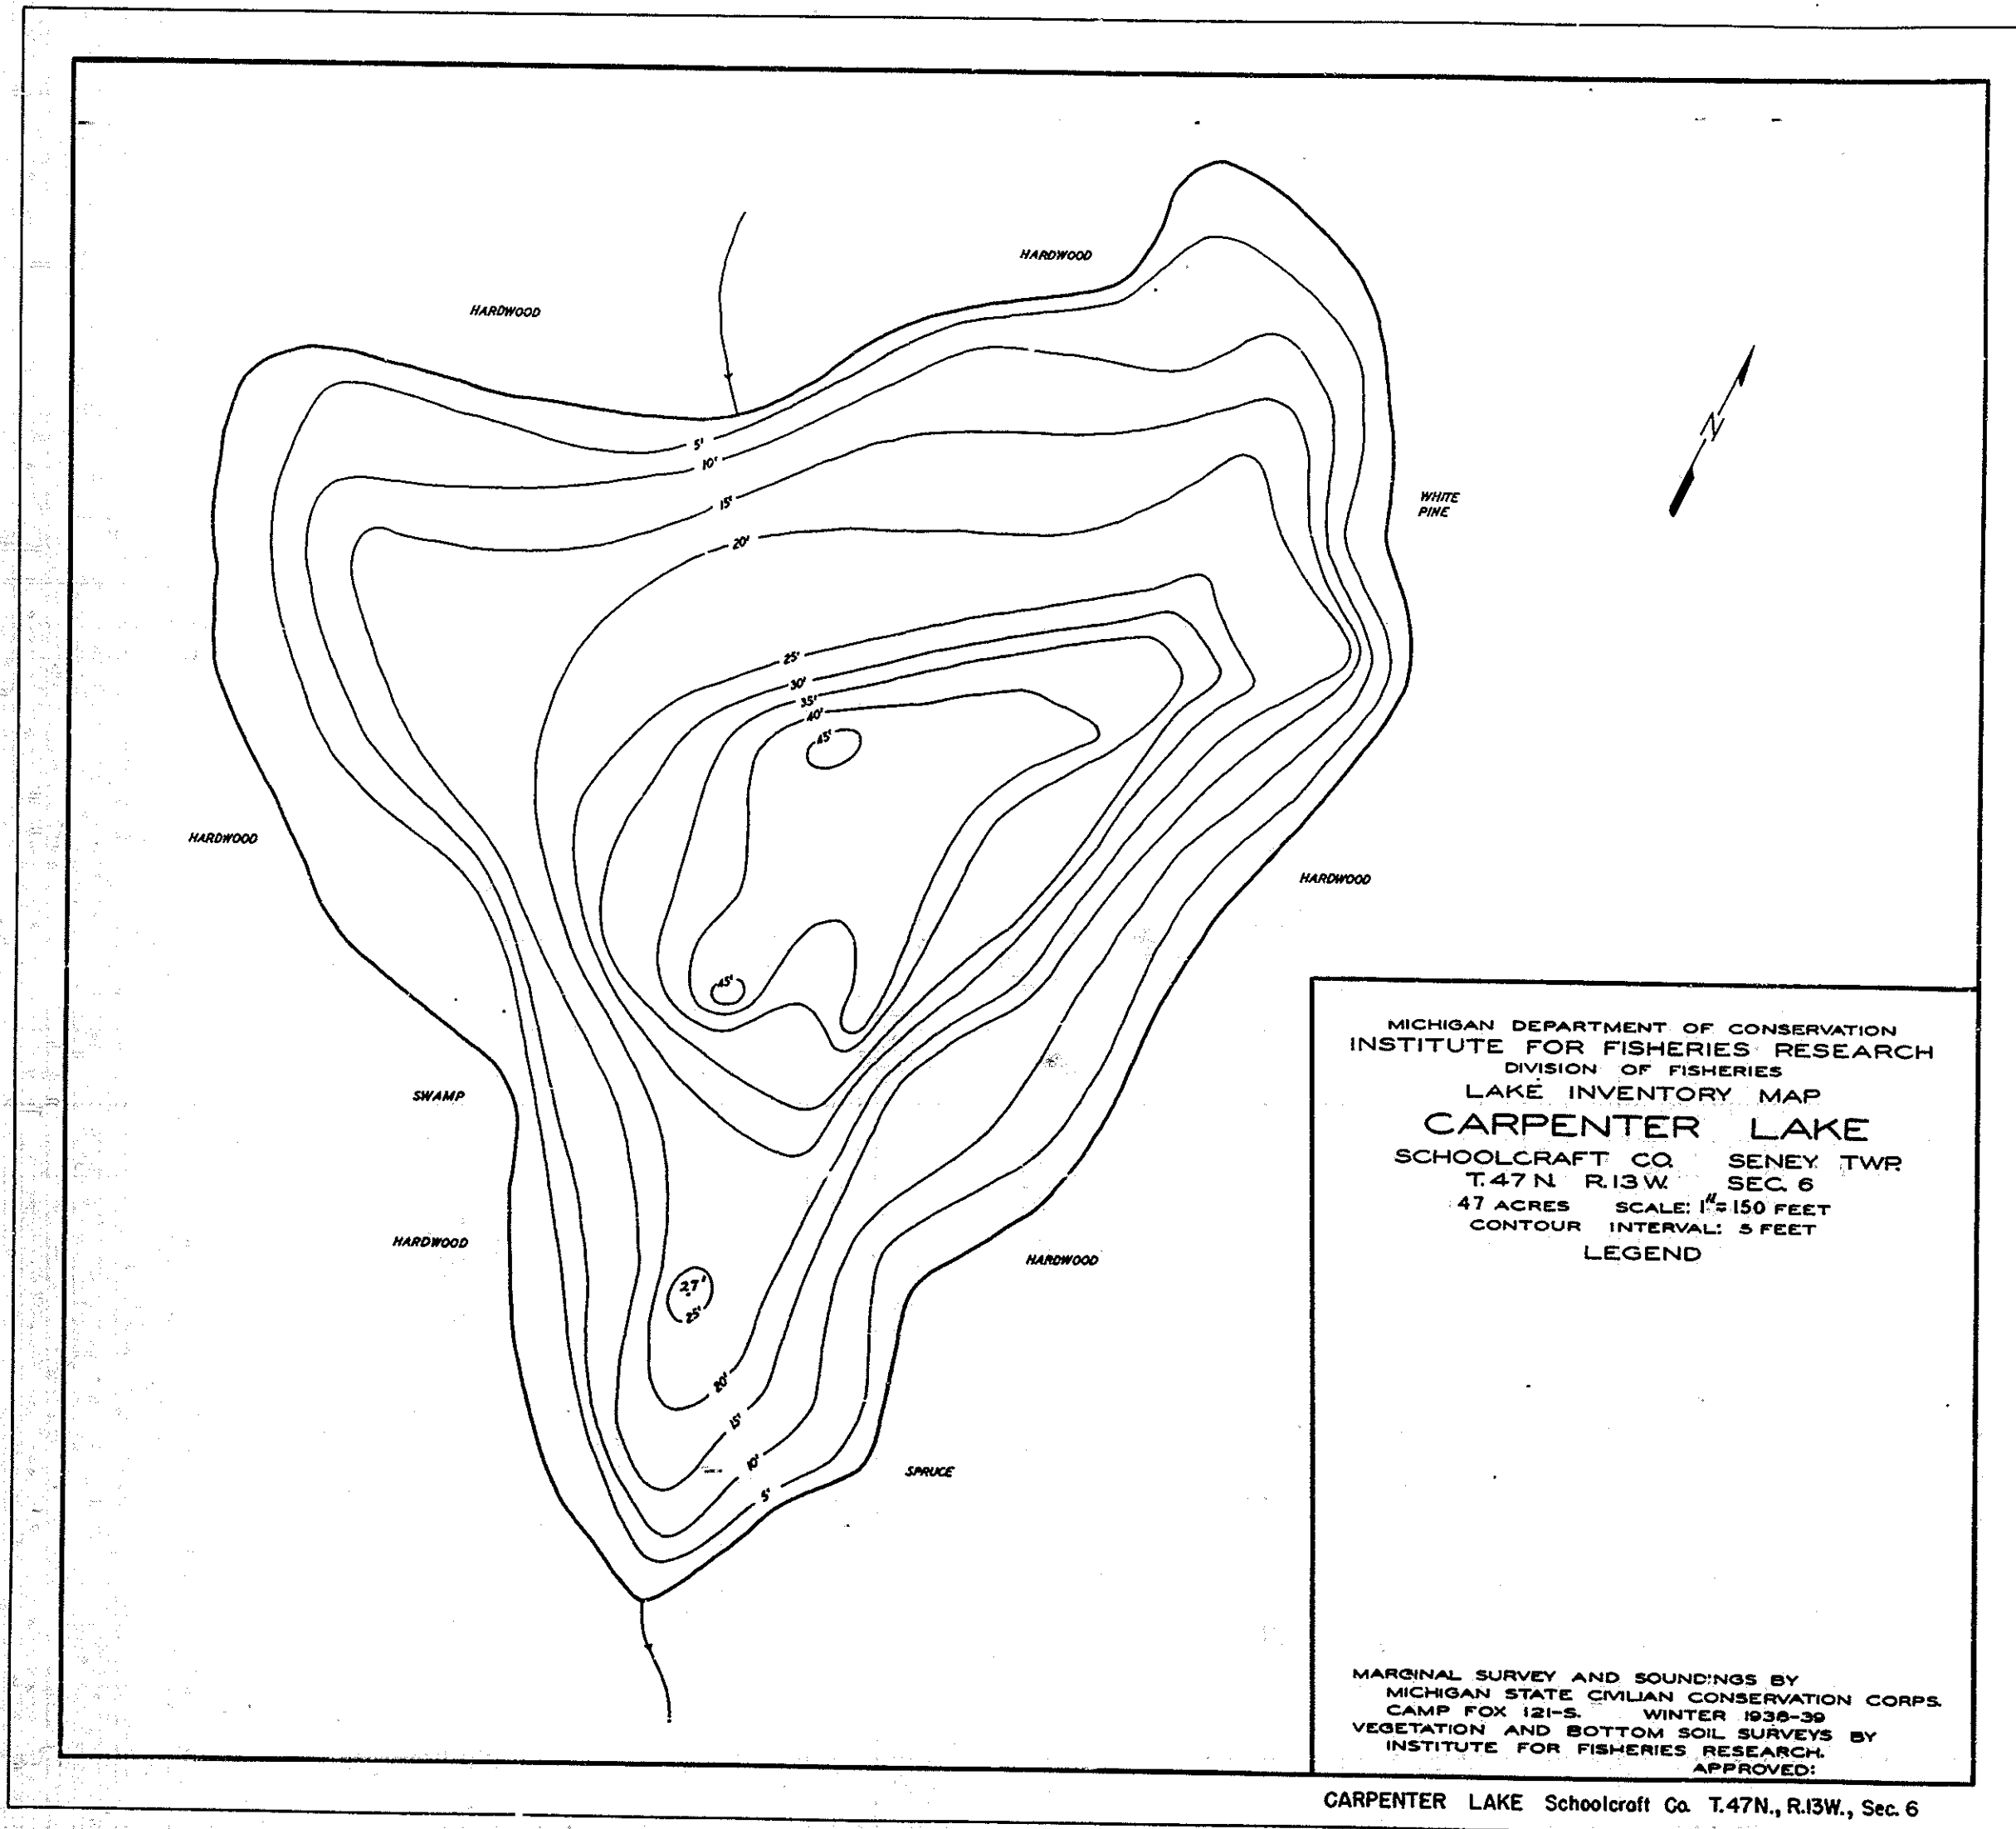 HARDWOOD
HARDWOOD
5'
10'
15'
20'
N
WHITE
PINE
25'
30'
35'
40'
45'
HARDWOOD
HARDWOOD
45'
SWAMP
HARDWOOD
HARDWOOD
27'
25'
20'
15'
10'
5'
SPRUCE
MICHIGAN DEPARTMENT OF CONSERVATION
INSTITUTE FOR FISHERIES RESEARCH
DIVISION OF FISHERIES
LAKE INVENTORY MAP
CARPENTER LAKE
SCHOOLCRAFT CO. SENEY TWP.
T.47 N. R.13 W. SEC. 6
47 ACRES SCALE: 1"=150 FEET
CONTOUR INTERVAL: 5 FEET
LEGEND
MARGINAL SURVEY AND SOUNDINGS BY
MICHIGAN STATE CIVILIAN CONSERVATION CORPS.
CAMP FOX 121-S. WINTER 1938-39
VEGETATION AND BOTTOM SOIL SURVEYS BY
INSTITUTE FOR FISHERIES RESEARCH.
APPROVED:
CARPENTER LAKE Schoolcraft Co. T.47N., R.13W., Sec. 6